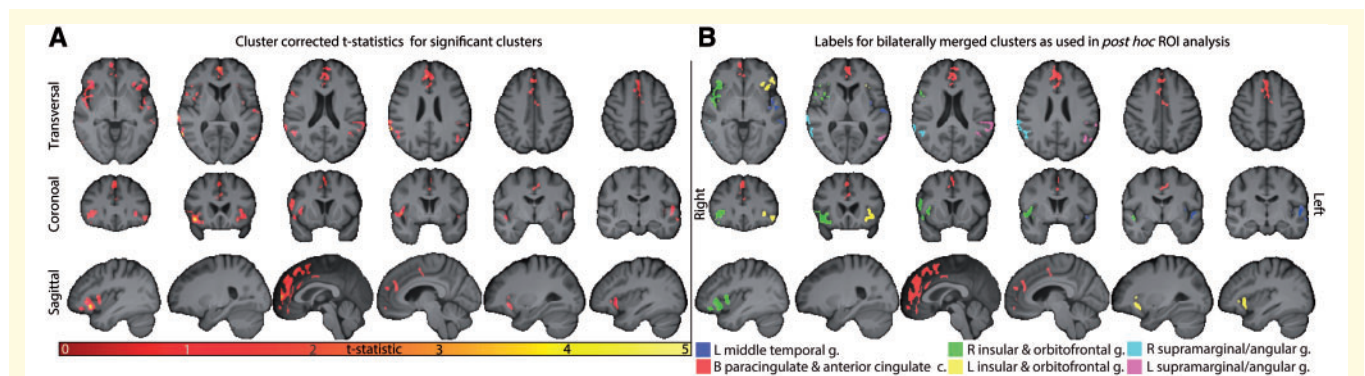 A
Cluster corrected t-statistics for significant clusters
Transversal
Coronoal
Sagittal
0 1 2 t-statistic 3 4 5
B
Labels for bilaterally merged clusters as used in post hoc ROI analysis
Right
Left
L middle temporal g.
R insular & orbitofrontal g.
R supramarginal/angular g.
B paracingulate & anterior cingulate c.
L insular & orbitofrontal g.
L supramarginal/angular g.